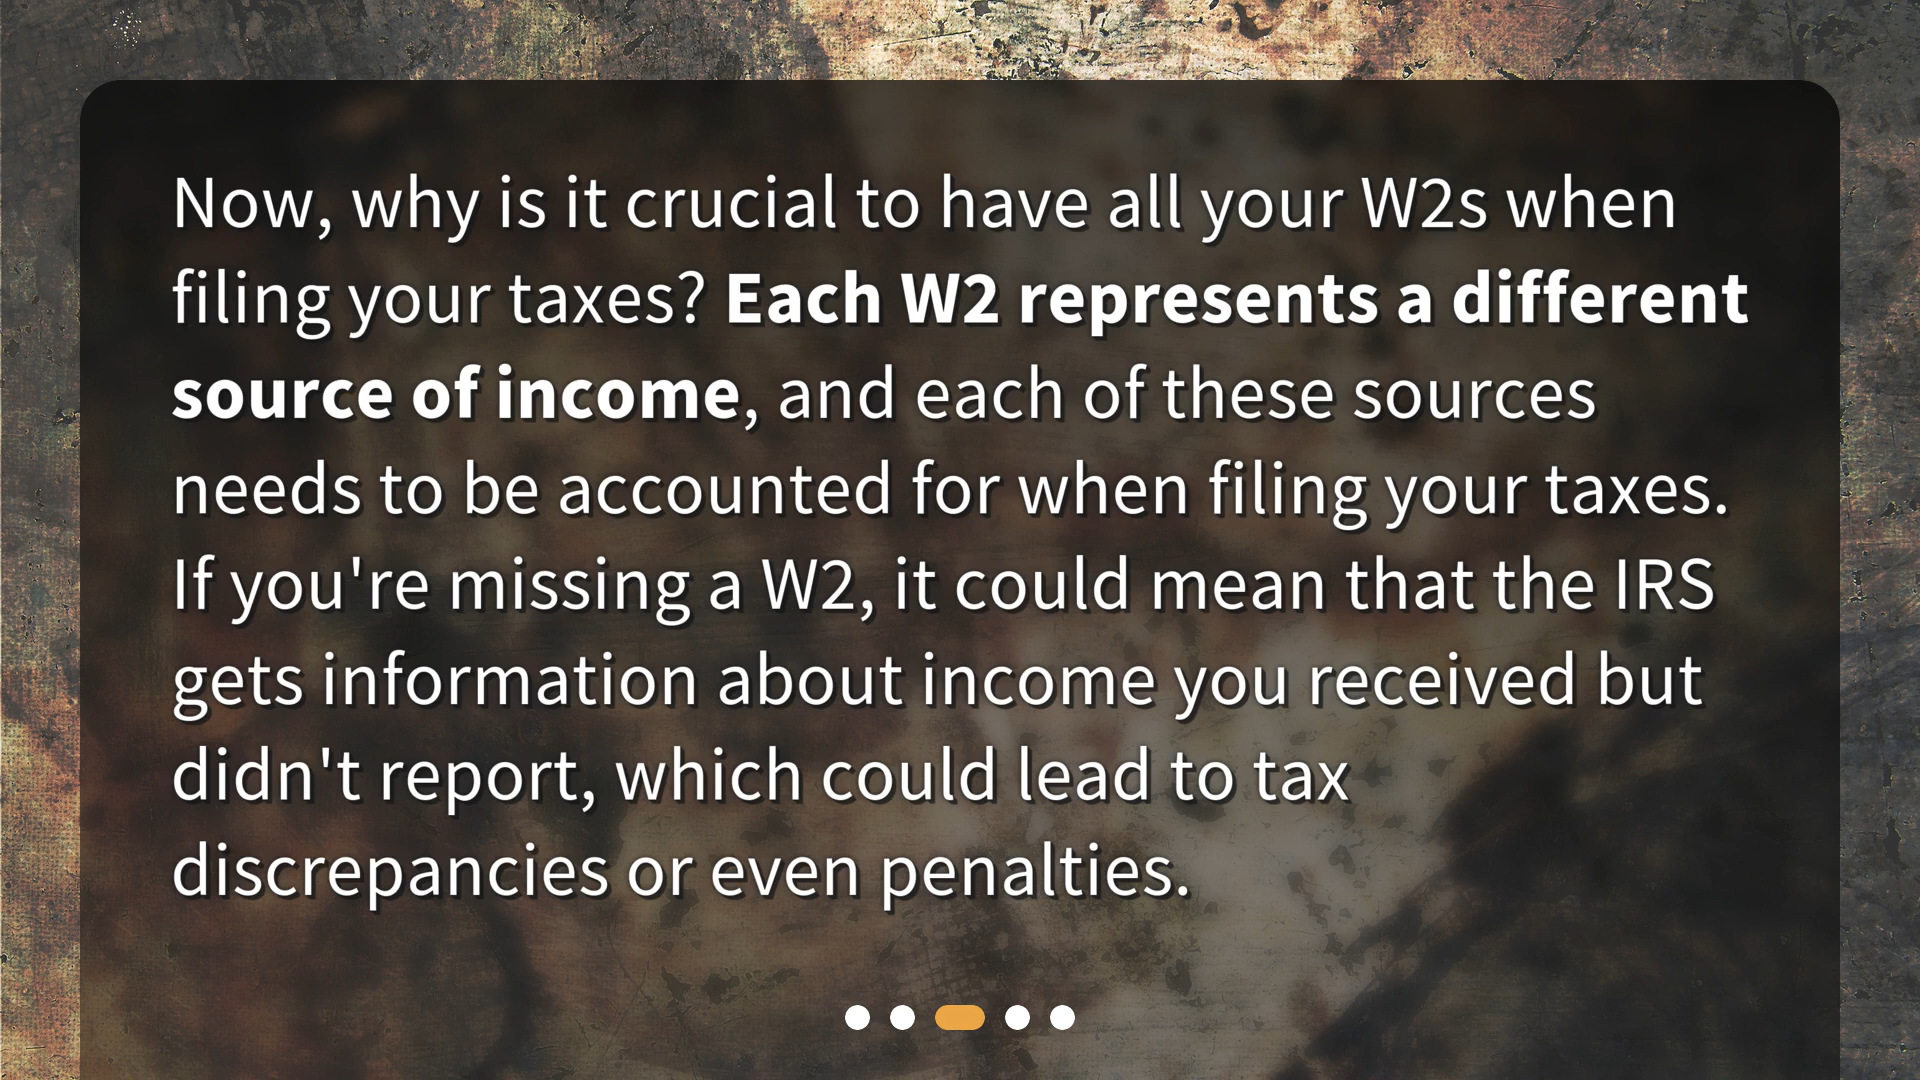 Now, why is it crucial to have all your W2s when
filing your taxes? Each W2 represents a different
source of income, and each of these sources
needs to be accounted for when filing your taxes.
If you're missing a W2, it could mean that the IRS
gets information about income you received but
didn't report, which could lead to tax
discrepancies or even penalties.